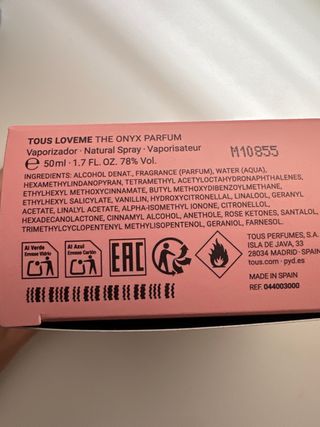 TOUS LOVEME THE ONYX PARFUM
Vaporizador · Natural Spray · Vaporisateur
M10855
℮ 50ml · 1.7 FL. OZ. 78% Vol.
INGREDIENTS: ALCOHOL DENAT., FRAGRANCE (PARFUM), WATER (AQUA),
HEXAMETHYLINDANOPYRAN, TETRAMETHYL ACETYLOCTAHYDRONAPHTHALENES,
ETHYLHEXYL METHOXYCINNAMATE, BUTYL METHOXYDIBENZOYLMETHANE,
ETHYLHEXYL SALICYLATE, VANILLIN, HYDROXYCITRONELLAL, LINALOOL, GERANYL
ACETATE, LINALYL ACETATE, ALPHA-ISOMETHYL IONONE, CITRONELLOL,
HEXADECANOLACTONE, CINNAMYL ALCOHOL, ANETHOLE, ROSE KETONES, SANTALOL,
TRIMETHYLCYCLOPENTENYL METHYLISOPENTENOL, GERANIOL, FARNESOL
Al Verde
Envase Vidrio
Al Azul
Envase Cartón
EAC
TOUS PERFUMES, S.A.
ISLA DE JAVA, 33
28034 MADRID · SPAIN
tous.com · pyd.es
MADE IN SPAIN
REF. 044003000